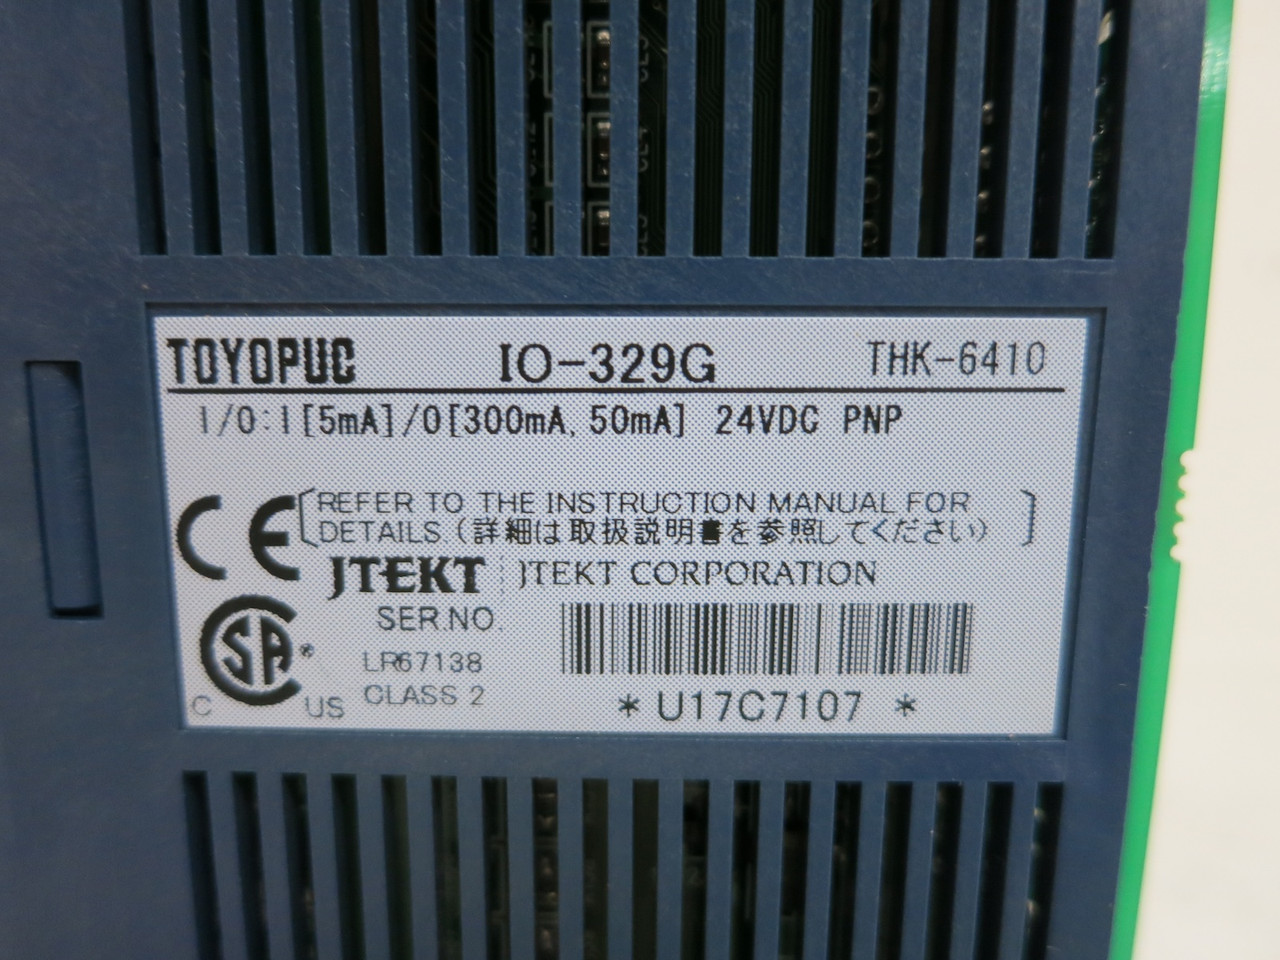 TOYOPUC IO-329G THK-6410
I/O:I[5mA]/O[300mA, 50mA] 24VDC PNP
CE [REFER TO THE INSTRUCTION MANUAL FOR
DETAILS (詳細は取扱説明書を参照してください)]
JTEKT JTEKT CORPORATION
SER.NO.
SA ®
LR67138
C US CLASS 2
*U17C7107 *